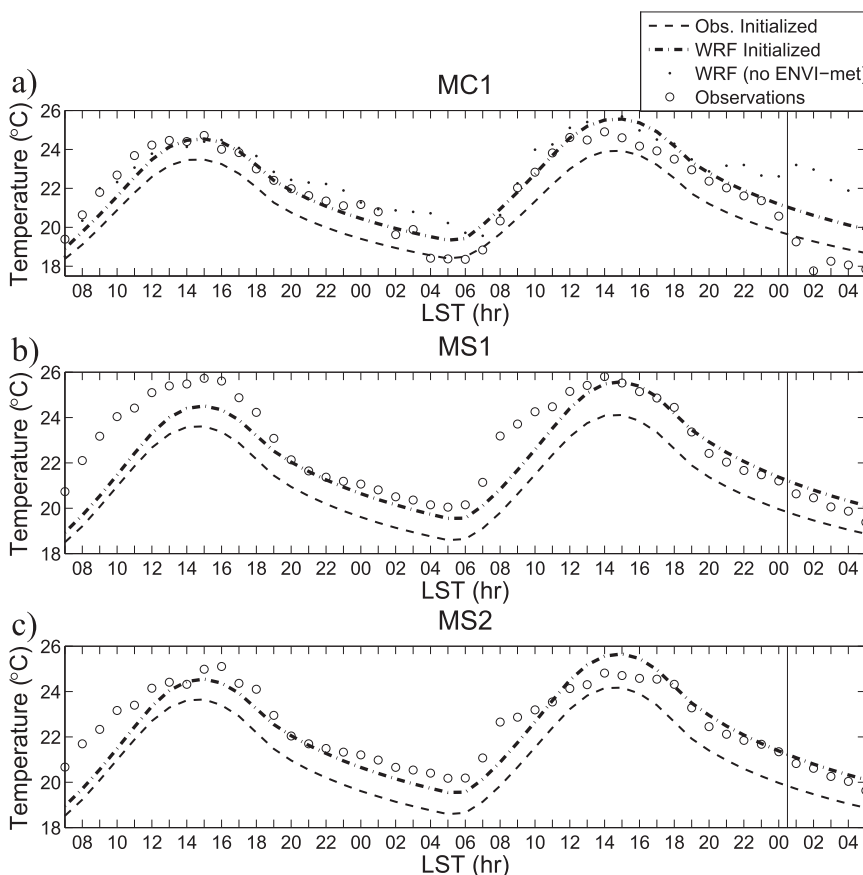 Obs. Initialized
WRF Initialized
WRF (no ENVI-met)
Observations
a)
MC1
Temperature (°C)
26
24
22
20
18
08 10 12 14 16 18 20 22 00 02 04 06 08 10 12 14 16 18 20 22 00 02 04
LST (hr)
b)
MS1
Temperature (°C)
26
24
22
20
18
08 10 12 14 16 18 20 22 00 02 04 06 08 10 12 14 16 18 20 22 00 02 04
LST (hr)
c)
MS2
Temperature (°C)
26
24
22
20
18
08 10 12 14 16 18 20 22 00 02 04 06 08 10 12 14 16 18 20 22 00 02 04
LST (hr)